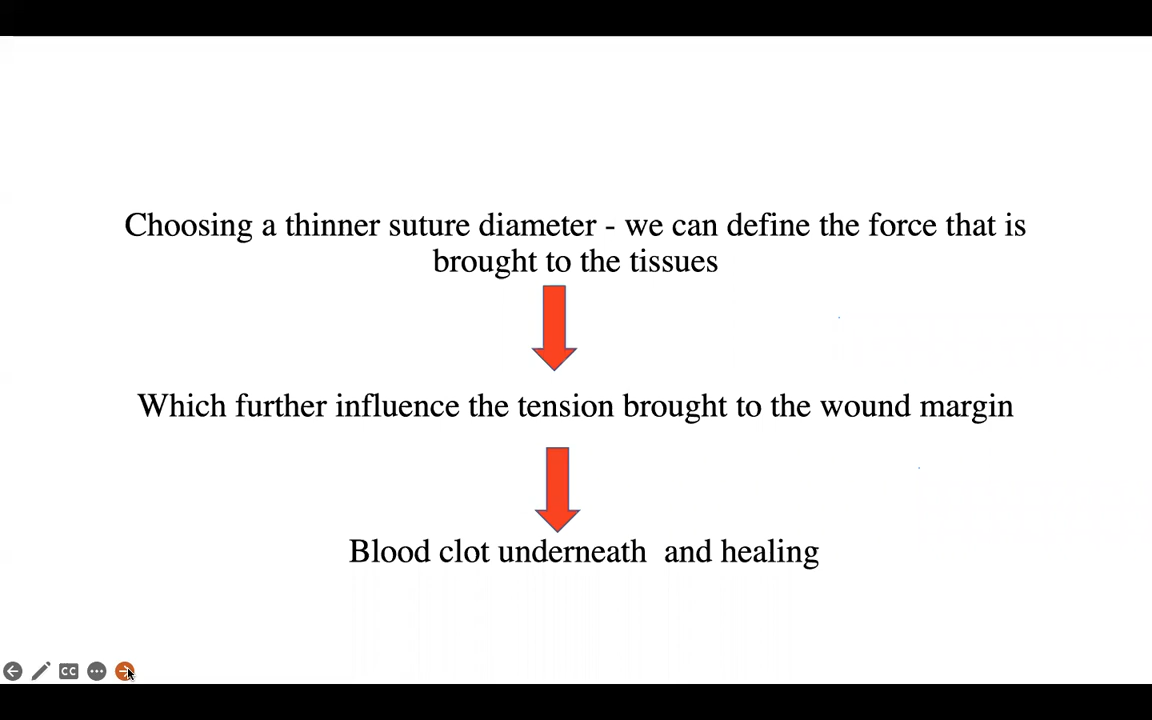 Choosing a thinner suture diameter - we can define the force that is
brought to the tissues
Which further influence the tension brought to the wound margin
Blood clot underneath  and healing
CC